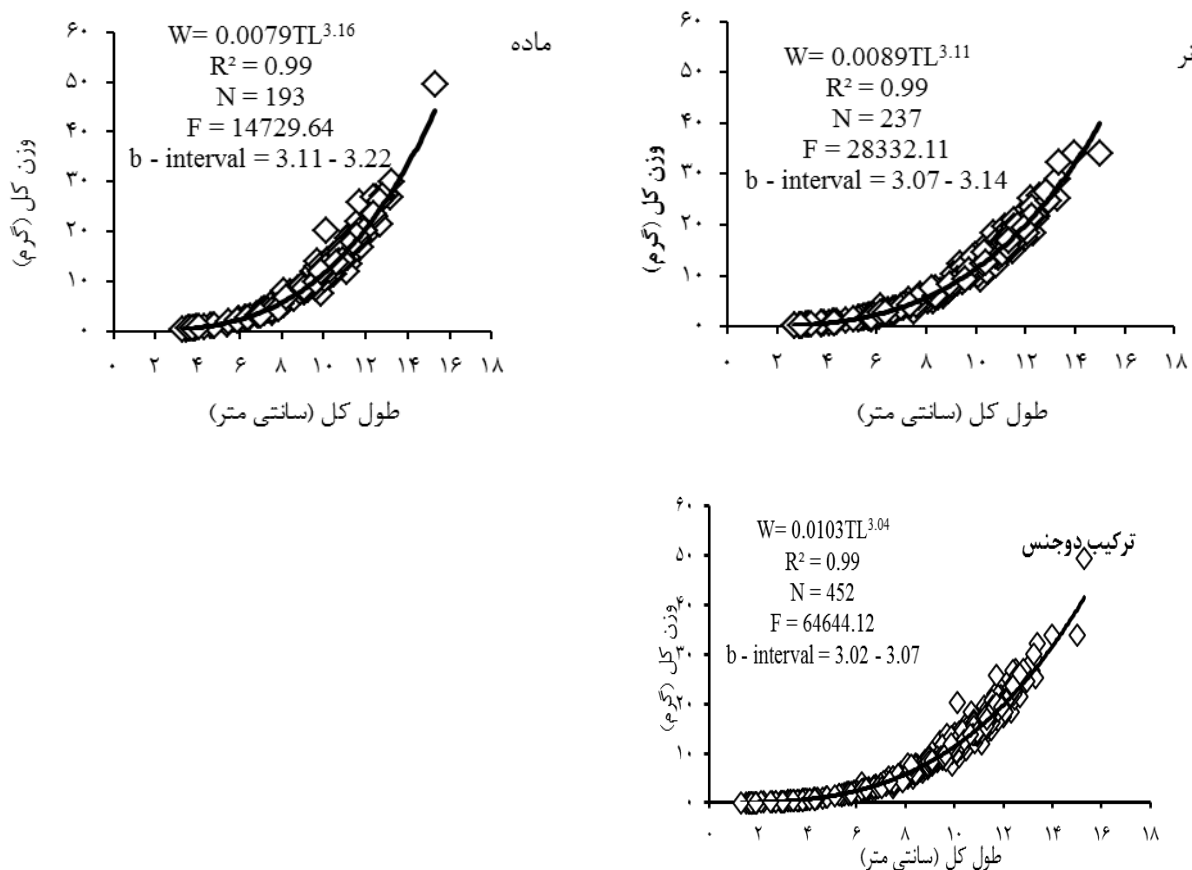 ماده
W= 0.0079TL3.16
R² = 0.99
N = 193
F = 14729.64
b - interval = 3.11 - 3.22
وزن کل (گرم)
۶۰
۵۰
۴۰
۳۰
۲۰
۱۰
۰
۰ ۲ ۴ ۶ ۸ ۱۰ ۱۲ ۱۴ ۱۶ ۱۸
طول کل (سانتی متر)
نر
W= 0.0089TL3.11
R² = 0.99
N = 237
F = 28332.11
b - interval = 3.07 - 3.14
وزن کل (گرم)
۶۰
۵۰
۴۰
۳۰
۲۰
۱۰
۰
۰ ۲ ۴ ۶ ۸ ۱۰ ۱۲ ۱۴ ۱۶ ۱۸
طول کل (سانتی متر)
ترکیب دوجنس
W= 0.0103TL3.04
R² = 0.99
N = 452
F = 64644.12
b - interval = 3.02 - 3.07
وزن کل (گرم)
۶۰
۵۰
۴۰
۳۰
۲۰
۱۰
۰
۰ ۲ ۴ ۶ ۸ ۱۰ ۱۲ ۱۴ ۱۶ ۱۸
طول کل (سانتی متر)